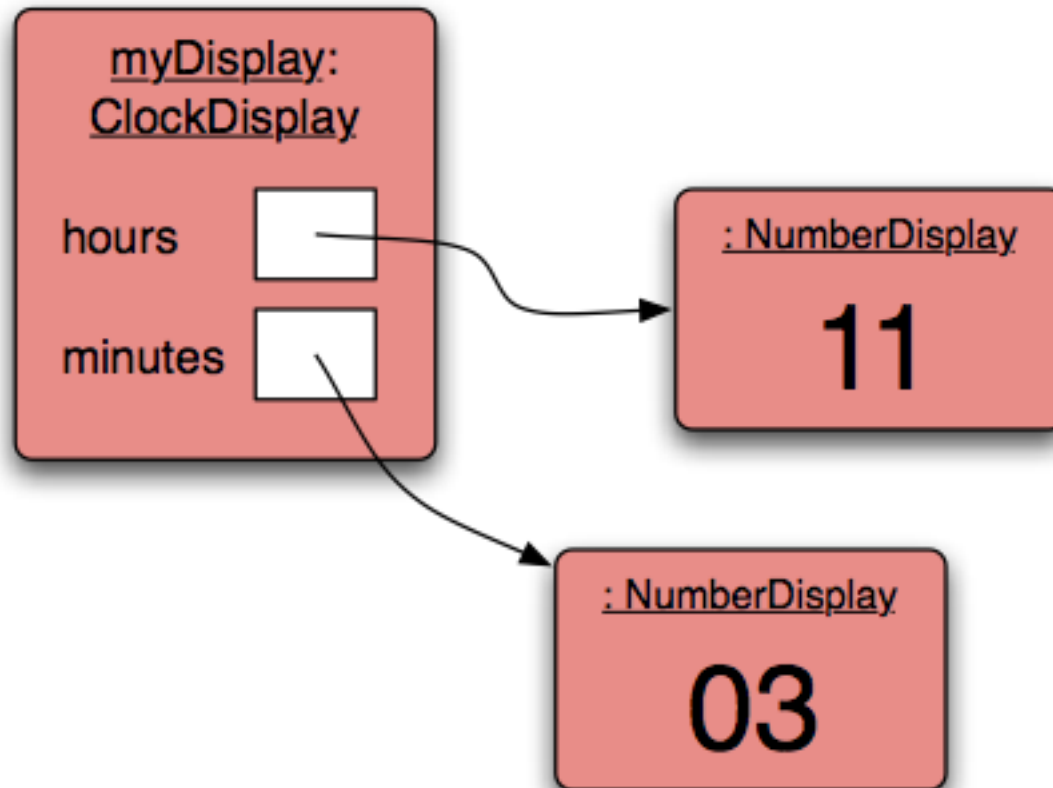 myDisplay:
ClockDisplay
hours
minutes
: NumberDisplay
11
: NumberDisplay
03